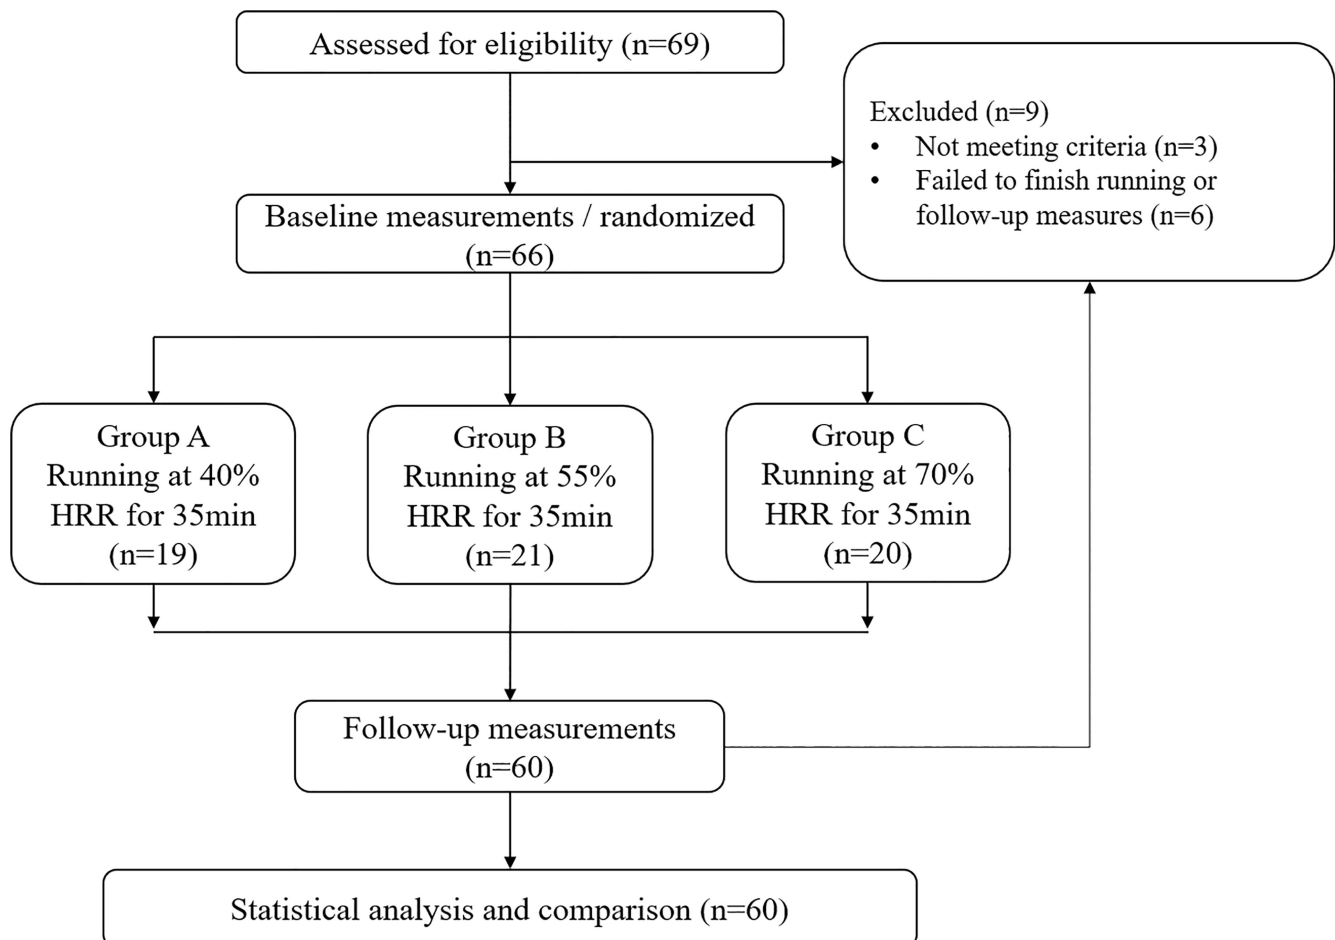 Assessed for eligibility (n=69)
Excluded (n=9)
• Not meeting criteria (n=3)
• Failed to finish running or
follow-up measures (n=6)
Baseline measurements / randomized
(n=66)
Group A
Running at 40%
HRR for 35min
(n=19)
Group B
Running at 55%
HRR for 35min
(n=21)
Group C
Running at 70%
HRR for 35min
(n=20)
Follow-up measurements
(n=60)
Statistical analysis and comparison (n=60)